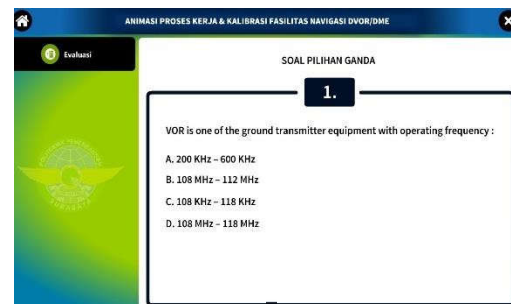 ANIMASI PROSES KERJA & KALIBRASI FASILITAS NAVIGASI DVOR/DME
Evaluasi
SOAL PILIHAN GANDA
1.
VOR is one of the ground transmitter equipment with operating frequency :
A. 200 KHz – 600 KHz
B. 108 MHz – 112 MHz
C. 108 KHz – 118 KHz
D. 108 MHz – 118 MHz